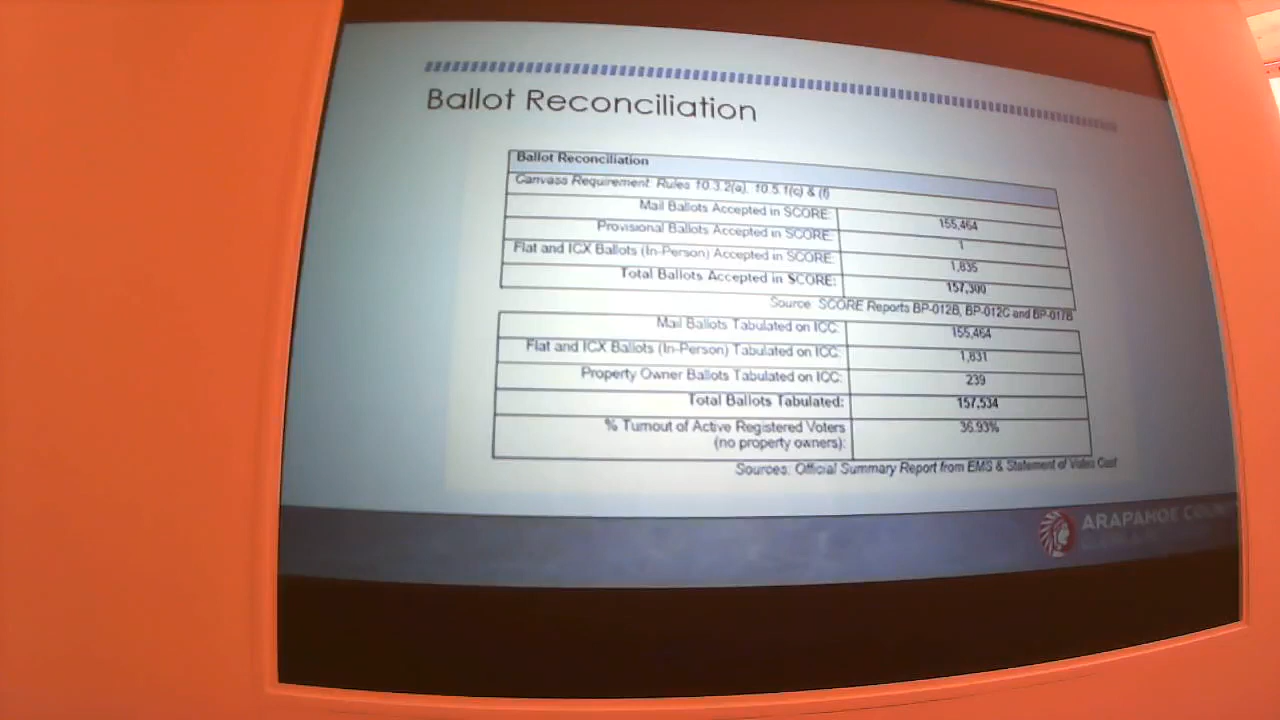 Ballot Reconciliation
Ballot Reconciliation
Canvass Requirement: Rules 10.3.2(a), 10.5.1(c) & (f)
Mail Ballots Accepted in SCORE: 155,464
Provisional Ballots Accepted in SCORE: 1
Flat and ICX Ballots (In-Person) Accepted in SCORE: 1,835
Total Ballots Accepted in SCORE: 157,300
Source: SCORE Reports BP-012B, BP-012C and BP-017B
Mail Ballots Tabulated on ICC: 155,464
Flat and ICX Ballots (In-Person) Tabulated on ICC: 1,831
Property Owner Ballots Tabulated on ICC: 239
Total Ballots Tabulated: 157,534
% Turnout of Active Registered Voters 36.93%
(no property owners):
Sources: Official Summary Report from EMS & Statement of Votes Cast
ARAPAHOE